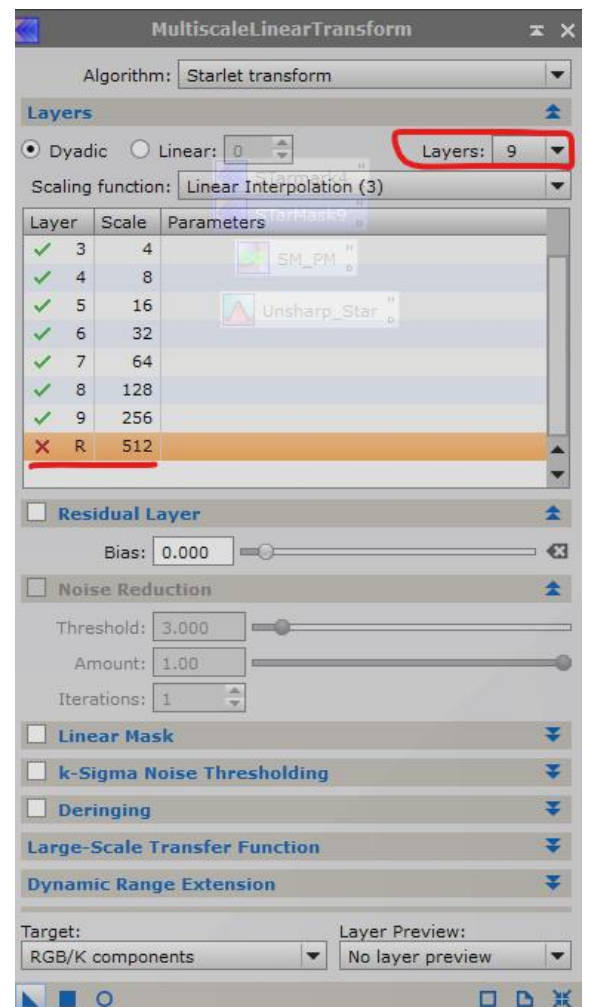 MultiscaleLinearTransform
Algorithm: Starlet transform
Layers
Dyadic Linear: 0 Layers: 9
Scaling function: Linear Interpolation (3)
STarmark4
STarMask9
Layer Scale Parameters
3 4
SM_PM
4 8
5 16
Unsharp_Star
6 32
7 64
8 128
9 256
R 512
Residual Layer
Bias: 0.000
Noise Reduction
Threshold: 3.000
Amount: 1.00
Iterations: 1
Linear Mask
k-Sigma Noise Thresholding
Deringing
Large-Scale Transfer Function
Dynamic Range Extension
Target: Layer Preview:
RGB/K components No layer preview